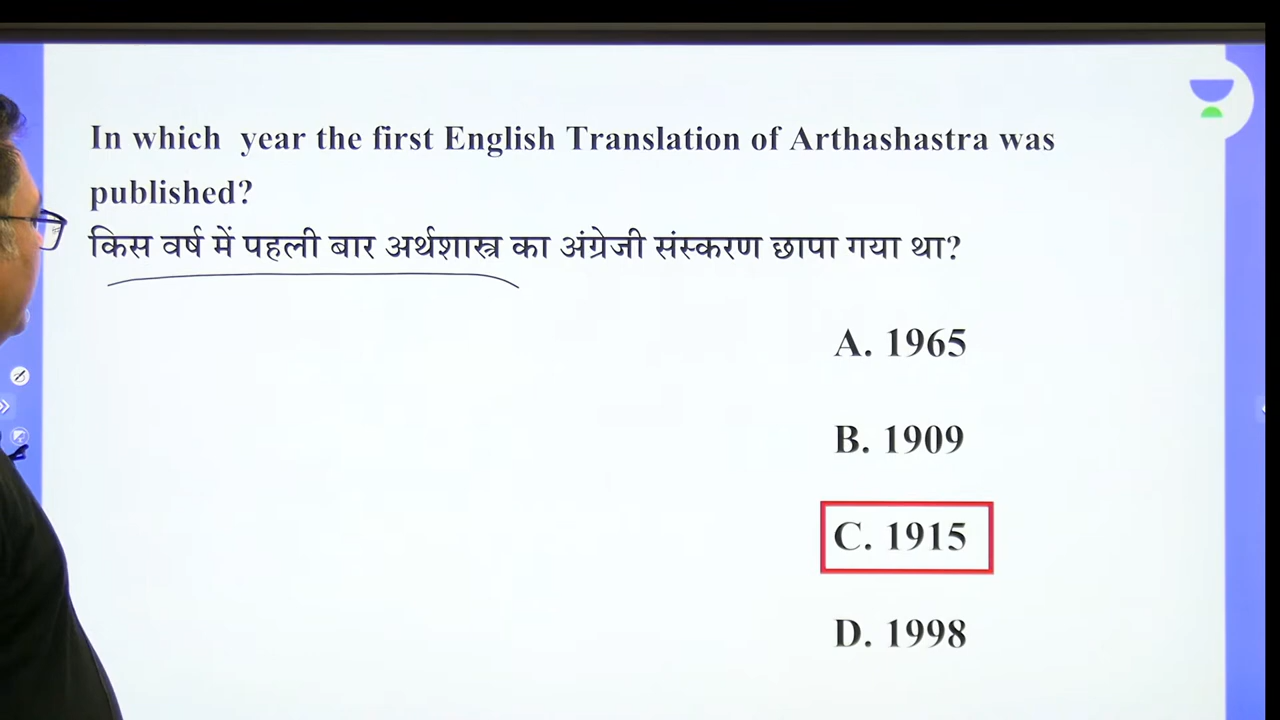 In which year the first English Translation of Arthashastra was
published?
किस वर्ष में पहली बार अर्थशास्त्र का अंग्रेजी संस्करण छापा गया था?
A. 1965
B. 1909
C. 1915
D. 1998